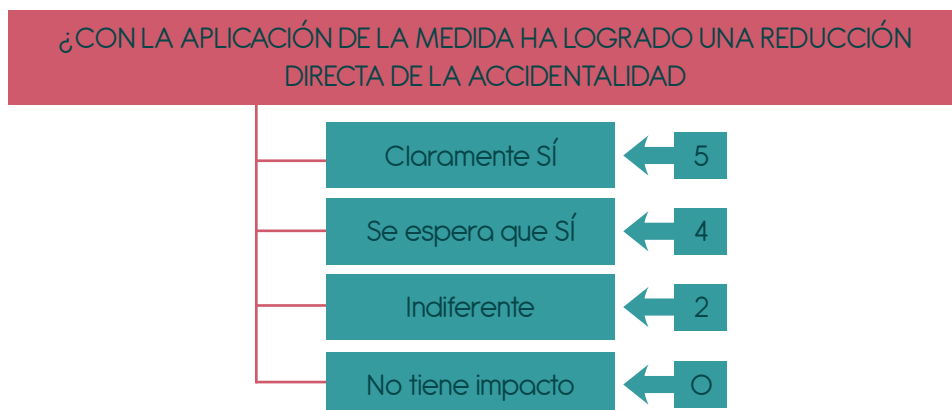 ¿CON LA APLICACIÓN DE LA MEDIDA HA LOGRADO UNA REDUCCIÓN
DIRECTA DE LA ACCIDENTALIDAD
Claramente SÍ
5
Se espera que SÍ
4
Indiferente
2
No tiene impacto
0